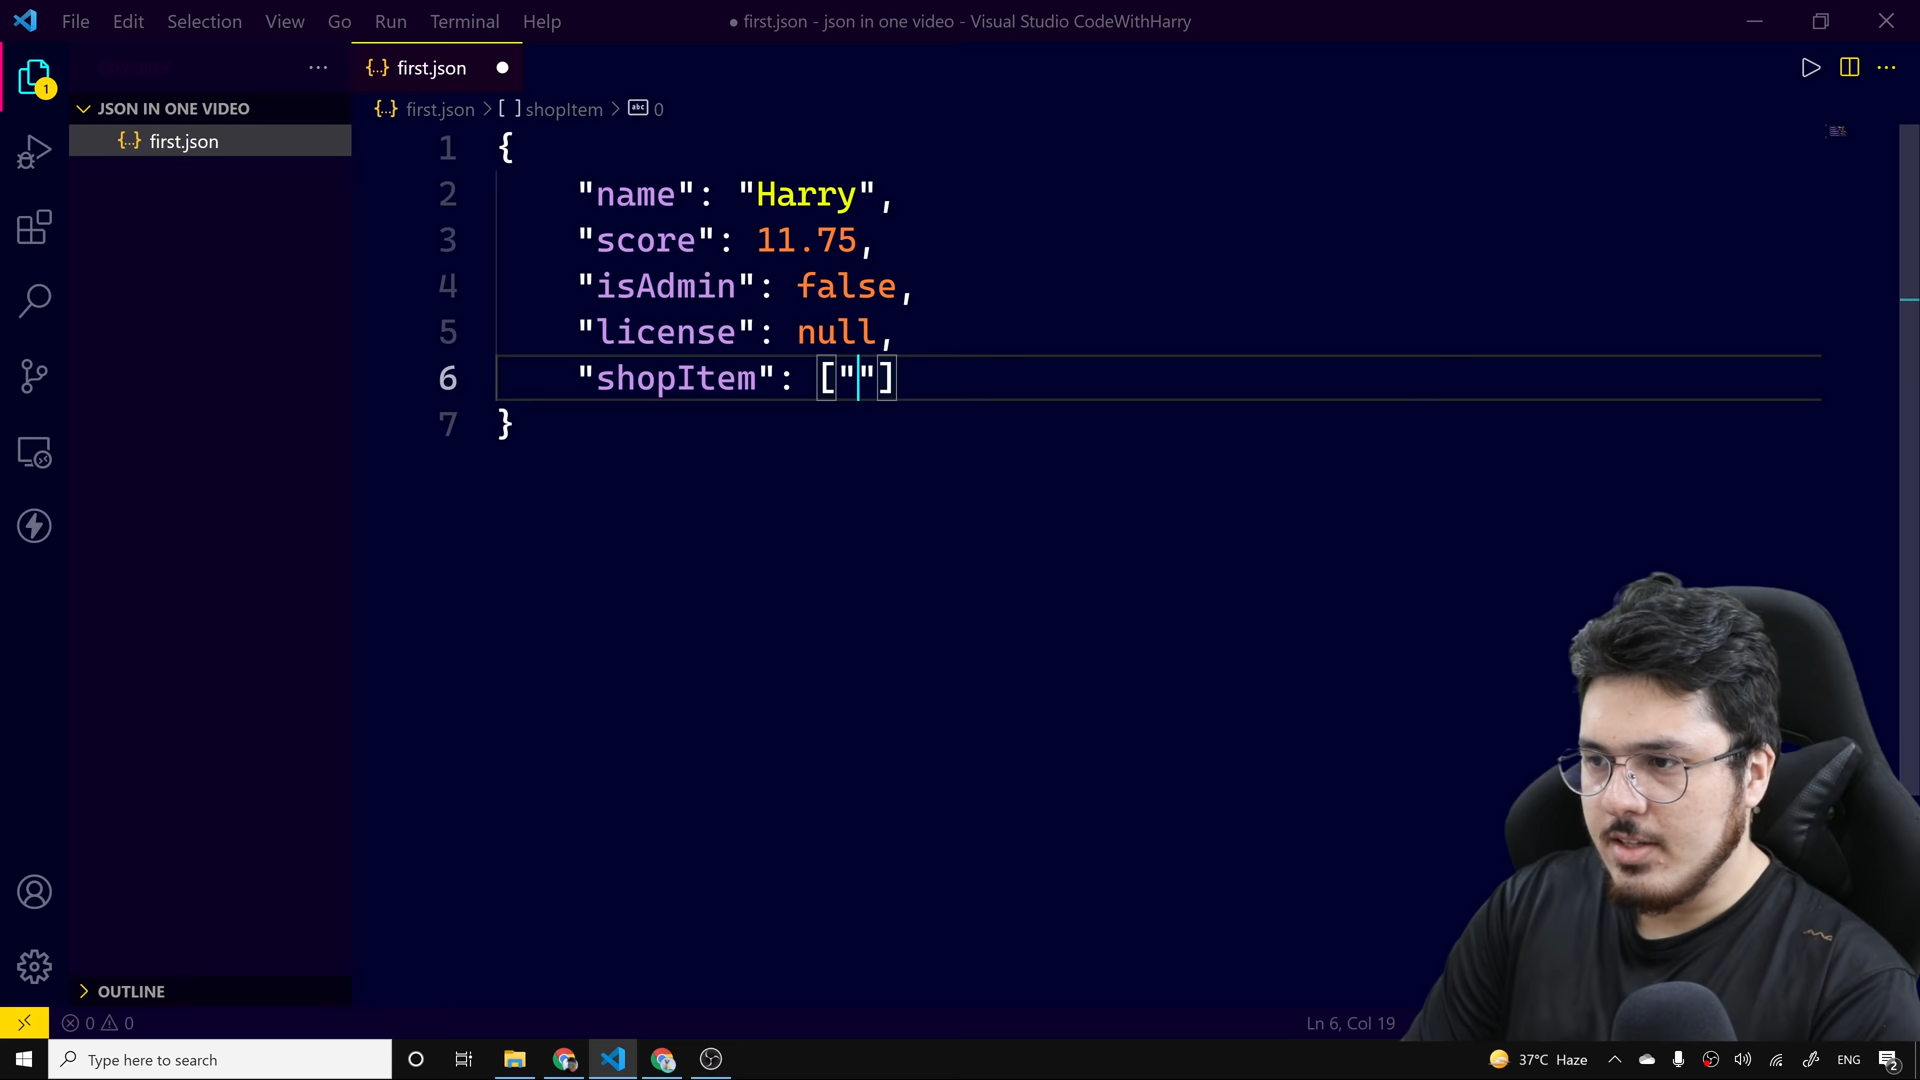 File Edit Selection View Go Run Terminal Help
● first.json - json in one video - Visual Studio CodeWithHarry
1
{..} first.json ●
JSON IN ONE VIDEO
{..} first.json
{..} first.json > [ ] shopItem > abc 0
1 {
2 "name": "Harry",
3 "score": 11.75,
4 "isAdmin": false,
5 "license": null,
6 "shopItem": [""]
7 }
OUTLINE
0 0
Ln 6, Col 19
Type here to search
37°C Haze
ENG
2